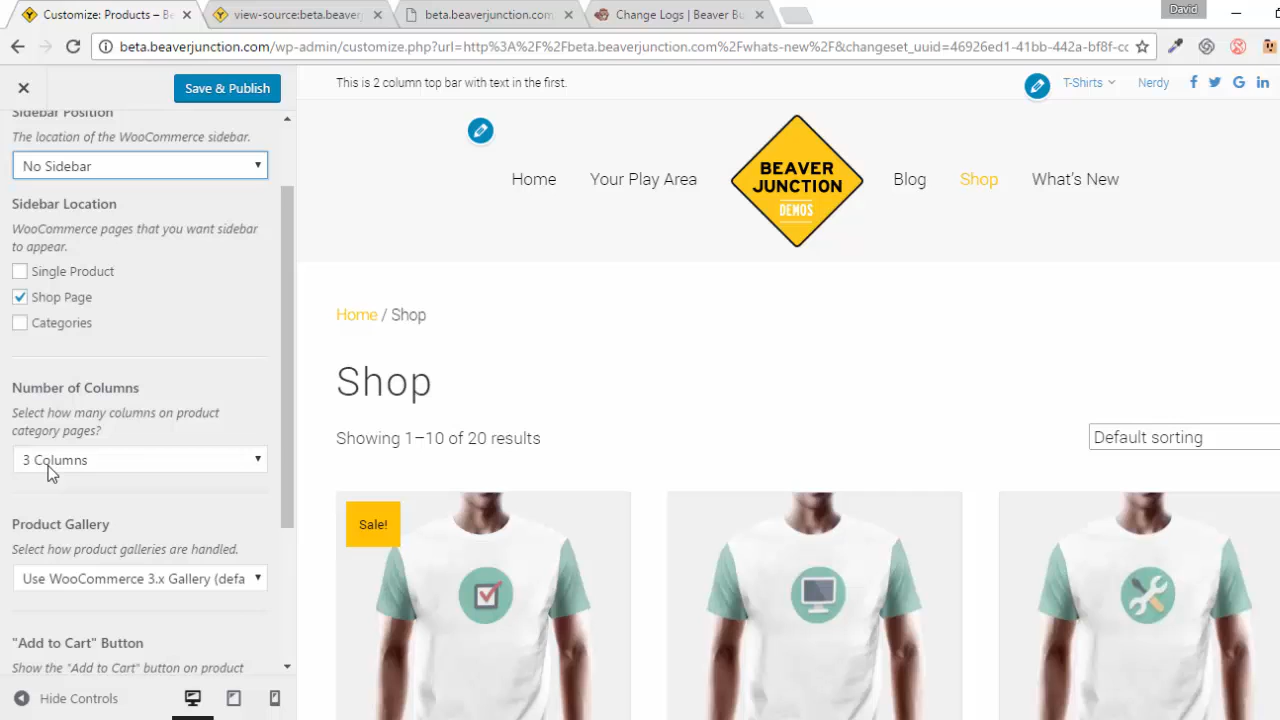 Customize: Products – Be
view-source:beta.beaver
beta.beaverjunction.com
Change Logs | Beaver Bu
David
beta.beaverjunction.com/wp-admin/customize.php?url=http%3A%2F%2Fbeta.beaverjunction.com%2Fwhats-new%2F&changeset_uuid=46926ed1-41bb-442a-bf8f-cc
Save & Publish
Sidebar Position
The location of the WooCommerce sidebar.
No Sidebar
Sidebar Location
WooCommerce pages that you want sidebar
to appear.
Single Product
Shop Page
Categories
Number of Columns
Select how many columns on product
category pages?
3 Columns
Product Gallery
Select how product galleries are handled.
Use WooCommerce 3.x Gallery (defa
"Add to Cart" Button
Show the "Add to Cart" button on product
Hide Controls
This is 2 column top bar with text in the first.
T-Shirts
Nerdy
Home
Your Play Area
BEAVER
JUNCTION
DEMOS
Blog
Shop
What's New
Home / Shop
Shop
Showing 1–10 of 20 results
Default sorting
Sale!